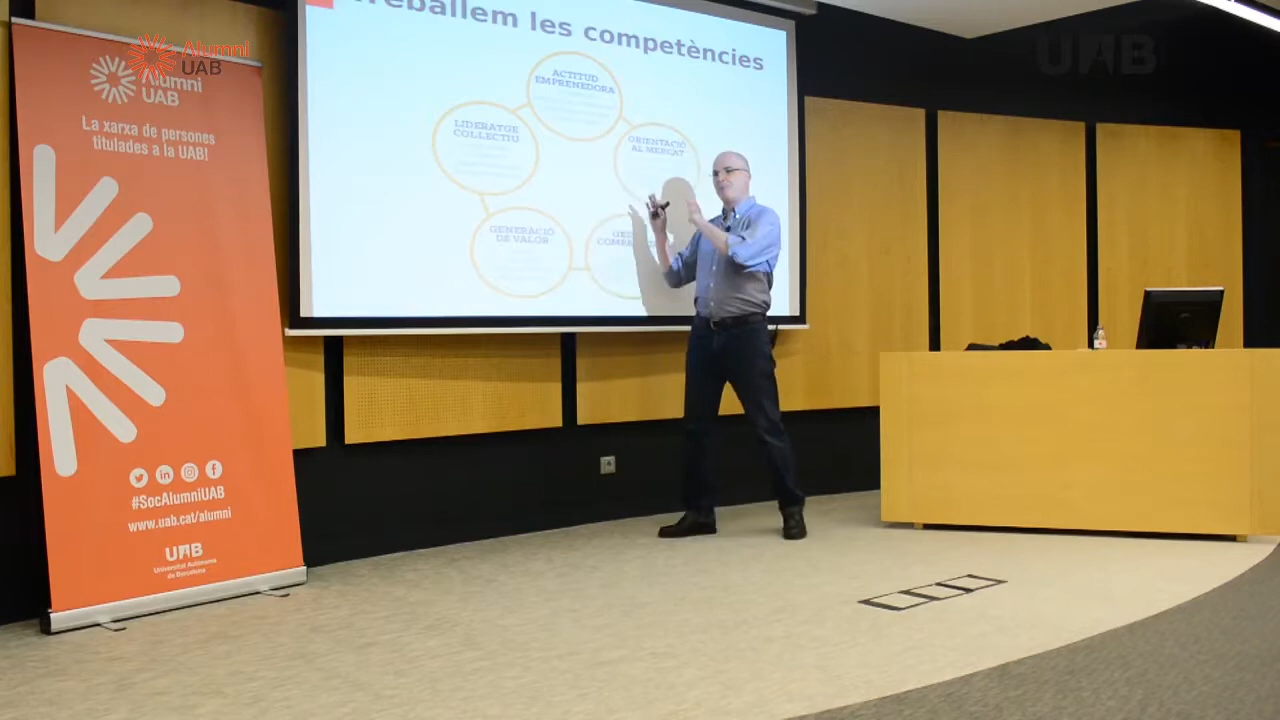 Alumni
UAB
Alumni
UAB
La xarxa de persones
titulades a la UAB!
#SocAlumniUAB
www.uab.cat/alumni
UAB
Universitat Autònoma
de Barcelona
Treballem les competències
ACTITUD
EMPRENEDORA
LIDERATGE
COL·LECTIU
ORIENTACIÓ
AL MERCAT
GENERACIÓ
DE VALOR
UAB